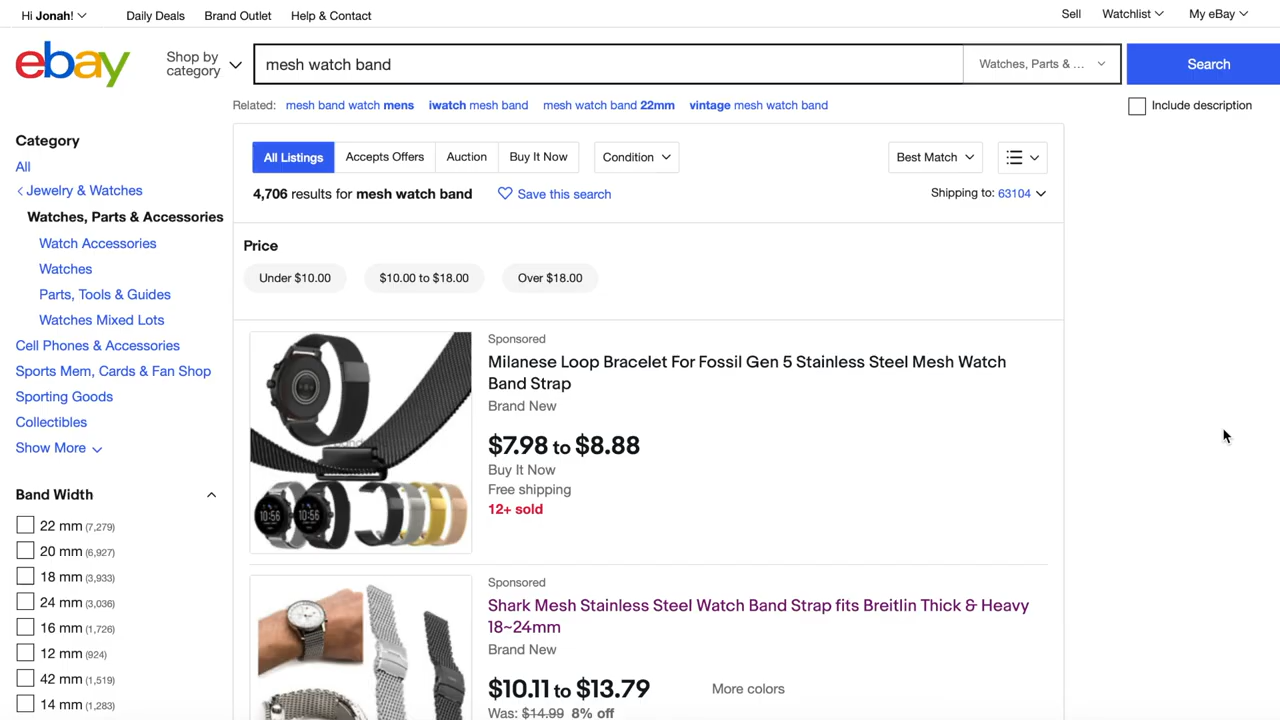 Hi Jonah!
Daily Deals
Brand Outlet
Help & Contact
Sell
Watchlist
My eBay
ebay
Shop by
category
mesh watch band
Watches, Parts & ...
Search
Related: mesh band watch mens iwatch mesh band mesh watch band 22mm vintage mesh watch band
Include description
Category
All
Jewelry & Watches
Watches, Parts & Accessories
Watch Accessories
Watches
Parts, Tools & Guides
Watches Mixed Lots
Cell Phones & Accessories
Sports Mem, Cards & Fan Shop
Sporting Goods
Collectibles
Show More
Band Width
22 mm (7,279)
20 mm (6,927)
18 mm (3,933)
24 mm (3,036)
16 mm (1,726)
12 mm (924)
42 mm (1,519)
14 mm (1,283)
All Listings
Accepts Offers
Auction
Buy It Now
Condition
Best Match
4,706 results for mesh watch band
Save this search
Shipping to: 63104
Price
Under $10.00
$10.00 to $18.00
Over $18.00
10:56
10:56
Sponsored
Milanese Loop Bracelet For Fossil Gen 5 Stainless Steel Mesh Watch
Band Strap
Brand New
$7.98 to $8.88
Buy It Now
Free shipping
12+ sold
Sponsored
Shark Mesh Stainless Steel Watch Band Strap fits Breitlin Thick & Heavy
18~24mm
Brand New
$10.11 to $13.79
More colors
Was: $14.99 8% off